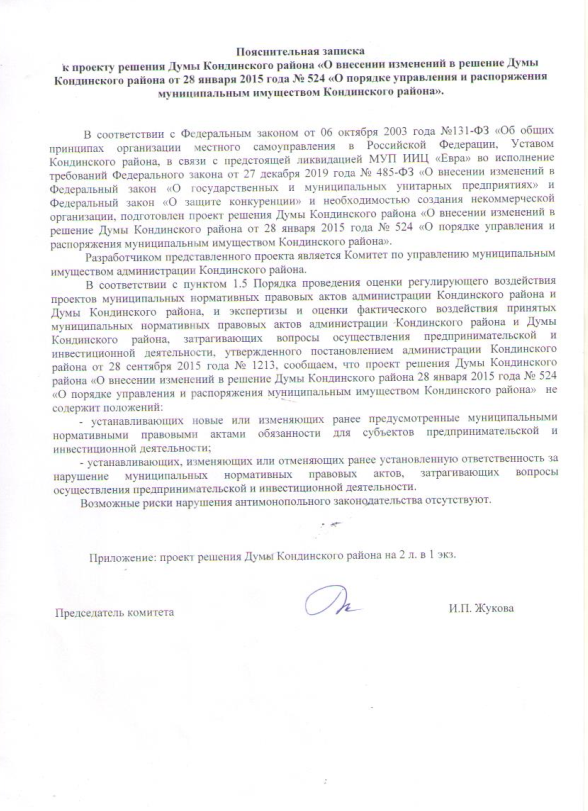 Пояснительная записка
к проекту решения Думы Кондинского района «О внесении изменений в решение Думы
Кондинского района от 28 января 2015 года № 524 «О порядке управления и распоряжения
муниципальным имуществом Кондинского района».
В соответствии с Федеральным законом от 06 октября 2003 года №131-ФЗ «Об общих
принципах организации местного самоуправления в Российской Федерации, Уставом
Кондинского района, в связи с предстоящей ликвидацией МУП ИИЦ «Евра» во исполнение
требований Федерального закона от 27 декабря 2019 года № 485-ФЗ «О внесении изменений в
Федеральный закон «О государственных и муниципальных унитарных предприятиях» и
Федеральный закон «О защите конкуренции» и необходимостью создания некоммерческой
организации, подготовлен проект решения Думы Кондинского района «О внесении изменений в
решение Думы Кондинского района от 28 января 2015 года № 524 «О порядке управления и
распоряжения муниципальным имуществом Кондинского района».
Разработчиком представленного проекта является Комитет по управлению муниципальным
имуществом администрации Кондинского района.
В соответствии с пунктом 1.5 Порядка проведения оценки регулирующего воздействия
проектов муниципальных нормативных правовых актов администрации Кондинского района и
Думы Кондинского района, и экспертизы и оценки фактического воздействия принятых
муниципальных нормативных правовых актов администрации Кондинского района и Думы
Кондинского района, затрагивающих вопросы осуществления предпринимательской и
инвестиционной деятельности, утвержденного постановлением администрации Кондинского
района от 28 сентября 2015 года № 1213, сообщаем, что проект решения Думы Кондинского
района «О внесении изменений в решение Думы Кондинского района 28 января 2015 года № 524
«О порядке управления и распоряжения муниципальным имуществом Кондинского района» не
содержит положений:
- устанавливающих новые или изменяющих ранее предусмотренные муниципальными
нормативными правовыми актами обязанности для субъектов предпринимательской и
инвестиционной деятельности;
- устанавливающих, изменяющих или отменяющих ранее установленную ответственность за
нарушение муниципальных нормативных правовых актов, затрагивающих вопросы
осуществления предпринимательской и инвестиционной деятельности.
Возможные риски нарушения антимонопольного законодательства отсутствуют.
Приложение: проект решения Думы Кондинского района на 2 л. в 1 экз.
Председатель комитета И.П. Жукова